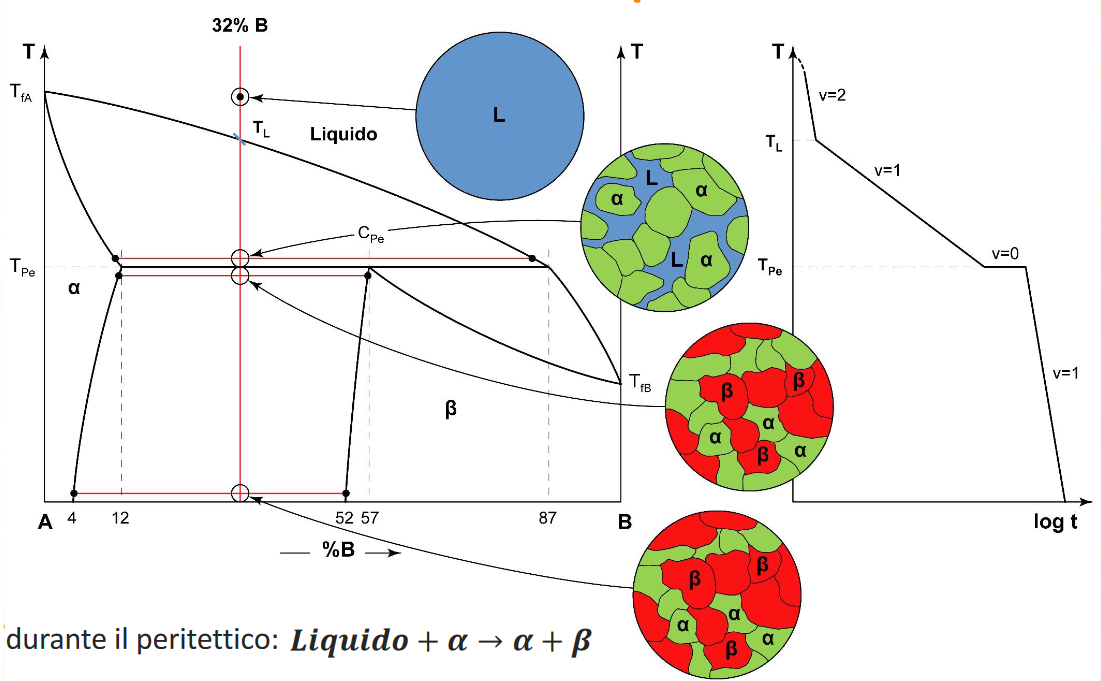 32% B
T
T
T
TfA
TL
Liquido
L
v=2
TL
L
α
α
v=1
CPe
L
α
v=0
TPe
TPe
α
v=1
TfB
β
β
β
α
α
α
β
A
4
12
52
57
87
B
log t
%B
β
β
α
α
α
β
durante il peritettico: Liquido + α → α + β